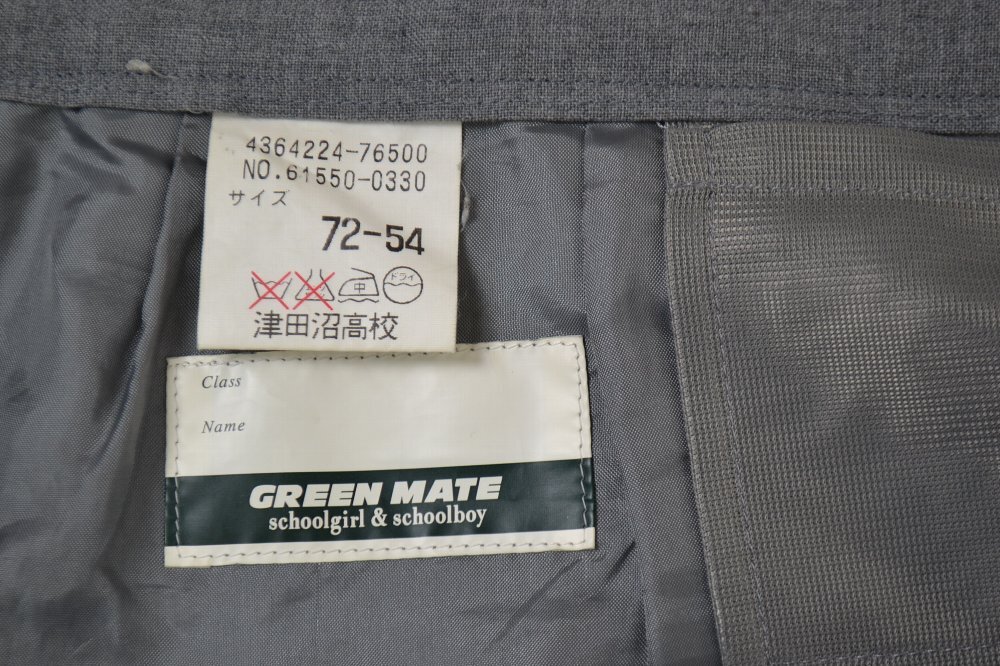 4364224-76500
NO.61550-0330
サイズ
72-54
中 ドライ
津田沼高校
Class
Name
GREEN MATE
schoolgirl & schoolboy